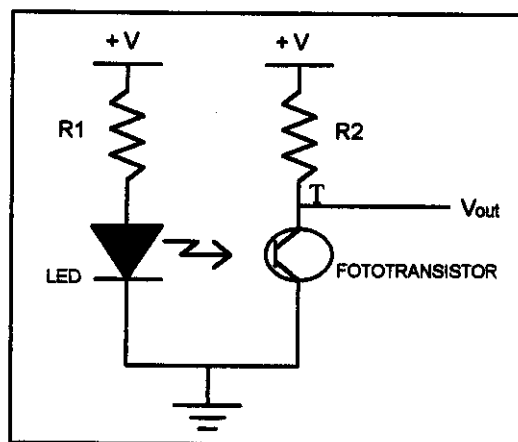 + V
+ V
R1
R2
T
Vout
LED
FOTOTRANSISTOR